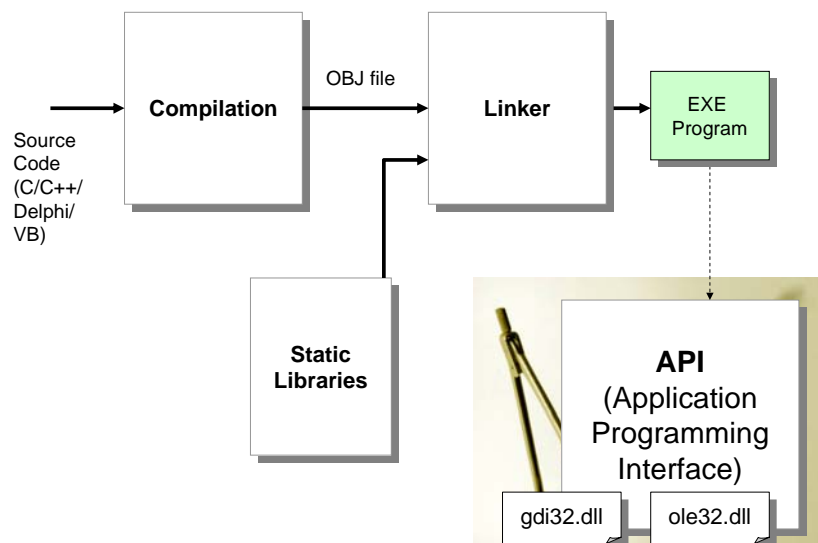 OBJ file
Compilation
Linker
EXE
Program
Source
Code
(C/C++/
Delphi/
VB)
Static
Libraries
API
(Application
Programming
Interface)
gdi32.dll
ole32.dll